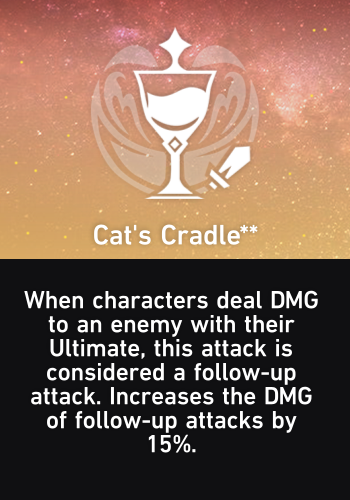 Cat's Cradle**
When characters deal DMG
to an enemy with their
Ultimate, this attack is
considered a follow-up
attack. Increases the DMG
of follow-up attacks by
15%.